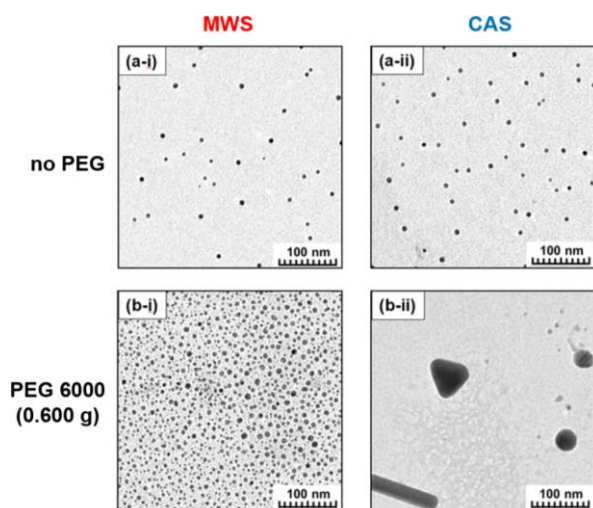 MWS
CAS
no PEG
(a-i)
100 nm
(a-ii)
100 nm
PEG 6000
(0.600 g)
(b-i)
100 nm
(b-ii)
100 nm